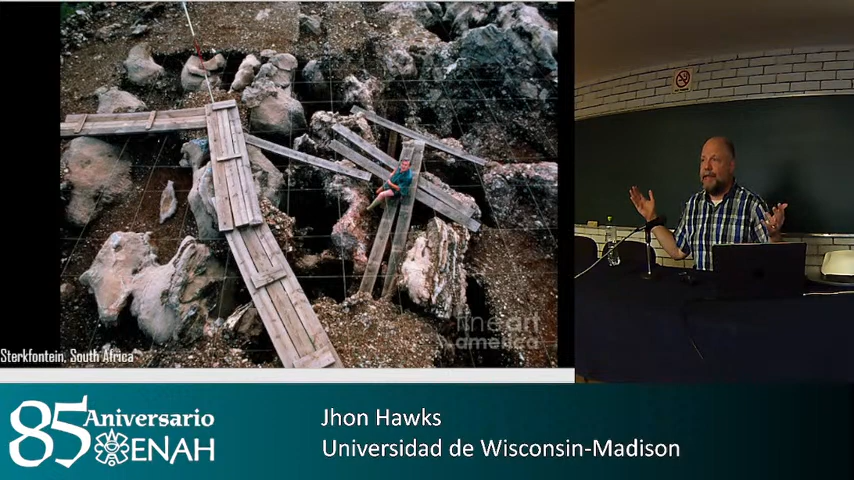 fine art
america
Sterkfontein, South Africa
85 Aniversario
ENAH
Jhon Hawks
Universidad de Wisconsin-Madison